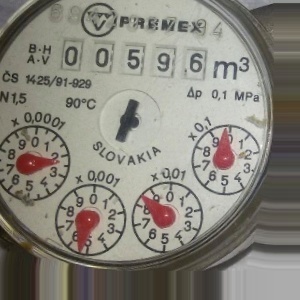 PREMEX
B-H
A-V
00596 m³
ČS 1425/91-929
N1,5 90°C Δp 0,1 MPa
SLOVAKIA
x 0,0001
x 0,1
x 0,001
x 0,01